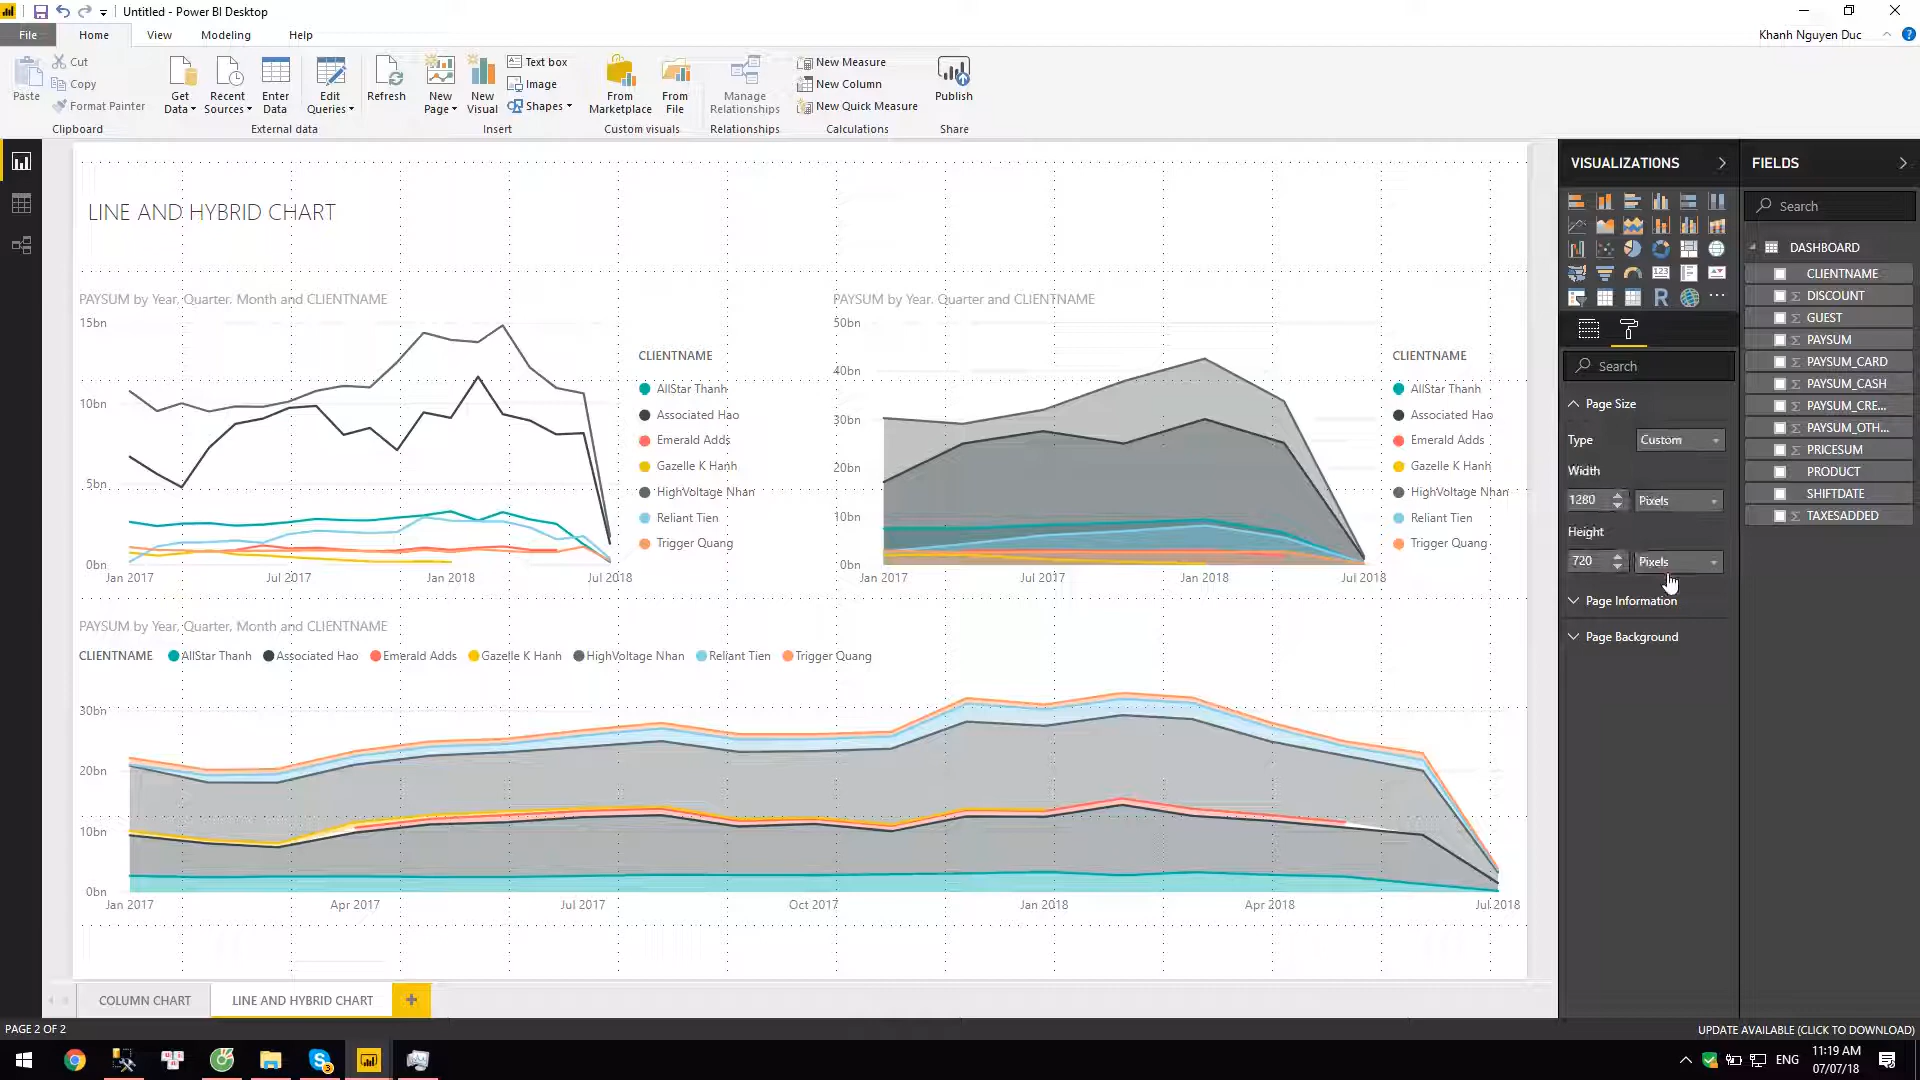 Untitled - Power BI Desktop
File
Home
View
Modeling
Help
Khanh Nguyen Duc
Paste
Cut
Copy
Format Painter
Clipboard
Get Data
Recent Sources
Enter Data
Edit Queries
External data
Refresh
New Page
New Visual
Text box
Image
Shapes
Insert
From Marketplace
From File
Custom visuals
Manage Relationships
Relationships
New Measure
New Column
New Quick Measure
Calculations
Publish
Share
LINE AND HYBRID CHART
PAYSUM by Year, Quarter, Month and CLIENTNAME
15bn
10bn
5bn
0bn
Jan 2017
Jul 2017
Jan 2018
Jul 2018
CLIENTNAME
AllStar Thanh
Associated Hao
Emerald Adds
Gazelle K Hanh
HighVoltage Nhan
Reliant Tien
Trigger Quang
PAYSUM by Year, Quarter and CLIENTNAME
50bn
40bn
30bn
20bn
10bn
0bn
Jan 2017
Jul 2017
Jan 2018
Jul 2018
CLIENTNAME
AllStar Thanh
Associated Hao
Emerald Adds
Gazelle K Hanh
HighVoltage Nhan
Reliant Tien
Trigger Quang
PAYSUM by Year, Quarter, Month and CLIENTNAME
CLIENTNAME AllStar Thanh Associated Hao Emerald Adds Gazelle K Hanh HighVoltage Nhan Reliant Tien Trigger Quang
30bn
20bn
10bn
0bn
Jan 2017
Apr 2017
Jul 2017
Oct 2017
Jan 2018
Apr 2018
Jul 2018
VISUALIZATIONS
R
123
Search
Page Size
Type
Custom
Width
1280
Pixels
Height
720
Pixels
Page Information
Page Background
FIELDS
Search
DASHBOARD
CLIENTNAME
Σ DISCOUNT
Σ GUEST
Σ PAYSUM
Σ PAYSUM_CARD
Σ PAYSUM_CASH
Σ PAYSUM_CRE...
Σ PAYSUM_OTH...
Σ PRICESUM
PRODUCT
SHIFTDATE
Σ TAXESADDED
COLUMN CHART
LINE AND HYBRID CHART
+
PAGE 2 OF 2
UPDATE AVAILABLE (CLICK TO DOWNLOAD)
3
ENG
11:19 AM
07/07/18